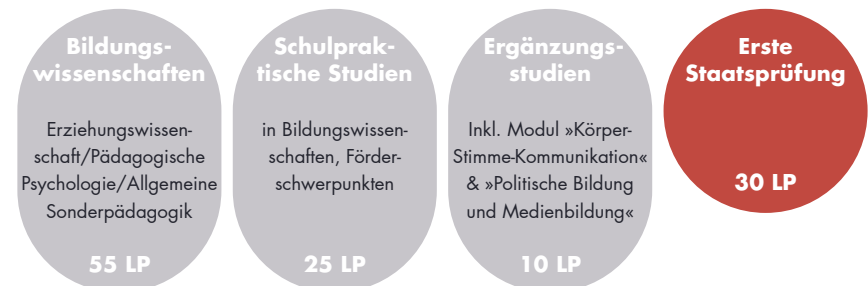 Bildungs-
wissenschaften
Erziehungswissen-
schaft/Pädagogische
Psychologie/Allgemeine
Sonderpädagogik
55 LP
Schulprak-
tische Studien
in Bildungswissen-
schaften, Förder-
schwerpunkten
25 LP
Ergänzungs-
studien
Inkl. Modul »Körper-
Stimme-Kommunikation«
& »Politische Bildung
und Medienbildung«
10 LP
Erste
Staatsprüfung
30 LP